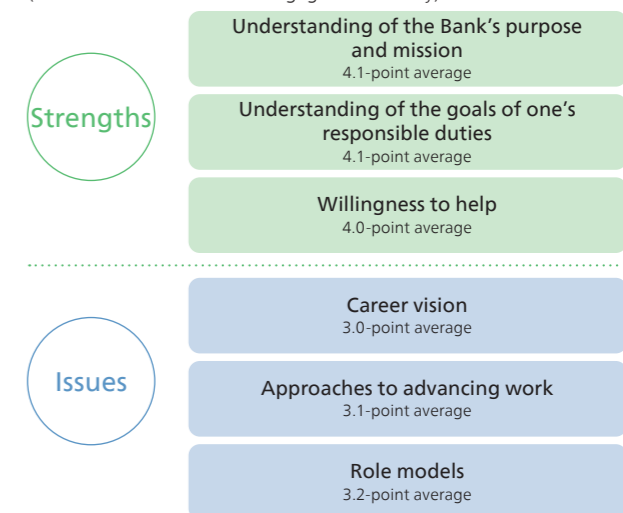 Understanding of the Bank's purpose
and mission
4.1-point average
Strengths
Understanding of the goals of one's
responsible duties
4.1-point average
Willingness to help
4.0-point average
Career vision
3.0-point average
Issues
Approaches to advancing work
3.1-point average
Role models
3.2-point average